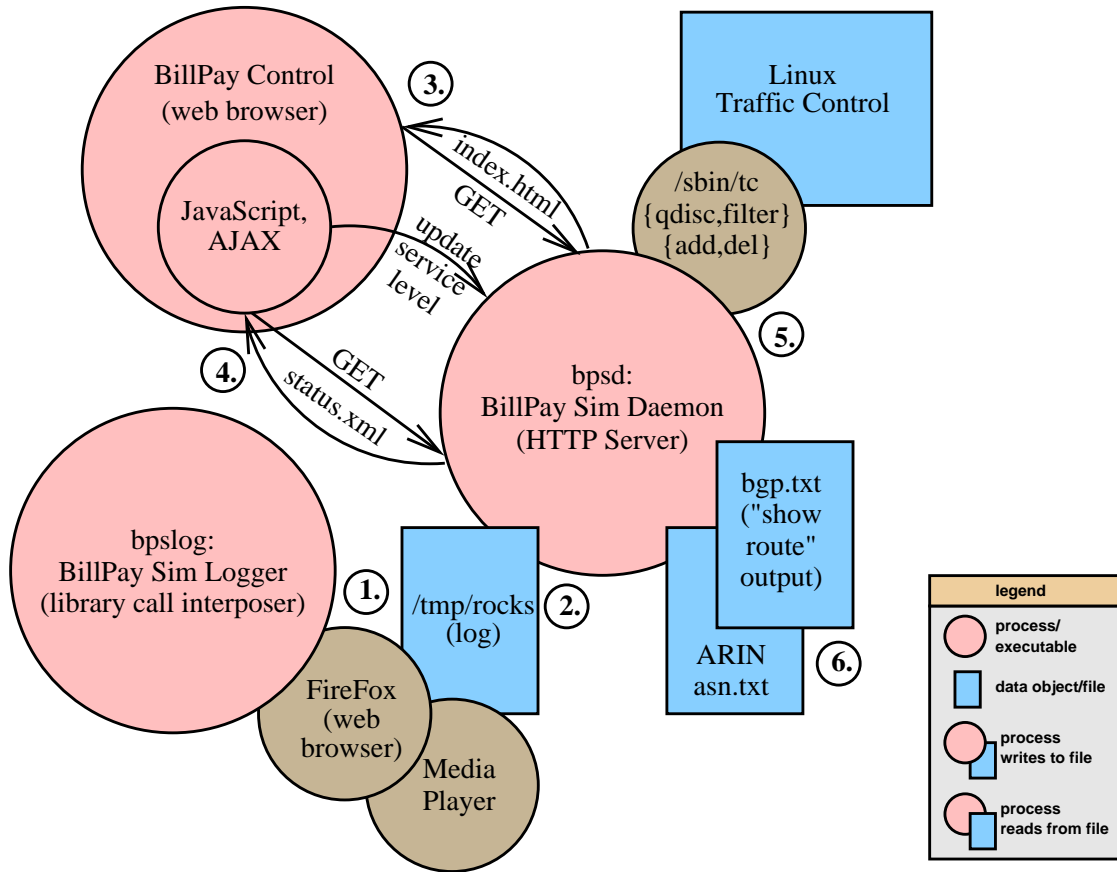 BillPay Control
(web browser)
JavaScript,
AJAX
3.
index.html
GET
update
service
level
Linux
Traffic Control
/sbin/tc
{qdisc,filter}
{add,del}
5.
4.
GET
status.xml
bpsd:
BillPay Sim Daemon
(HTTP Server)
bgp.txt
("show
route"
output)
ARIN
asn.txt
6.
bpslog:
BillPay Sim Logger
(library call interposer)
1.
/tmp/rocks
(log)
2.
FireFox
(web
browser)
Media
Player
legend
process/
executable
data object/file
process
writes to file
process
reads from file